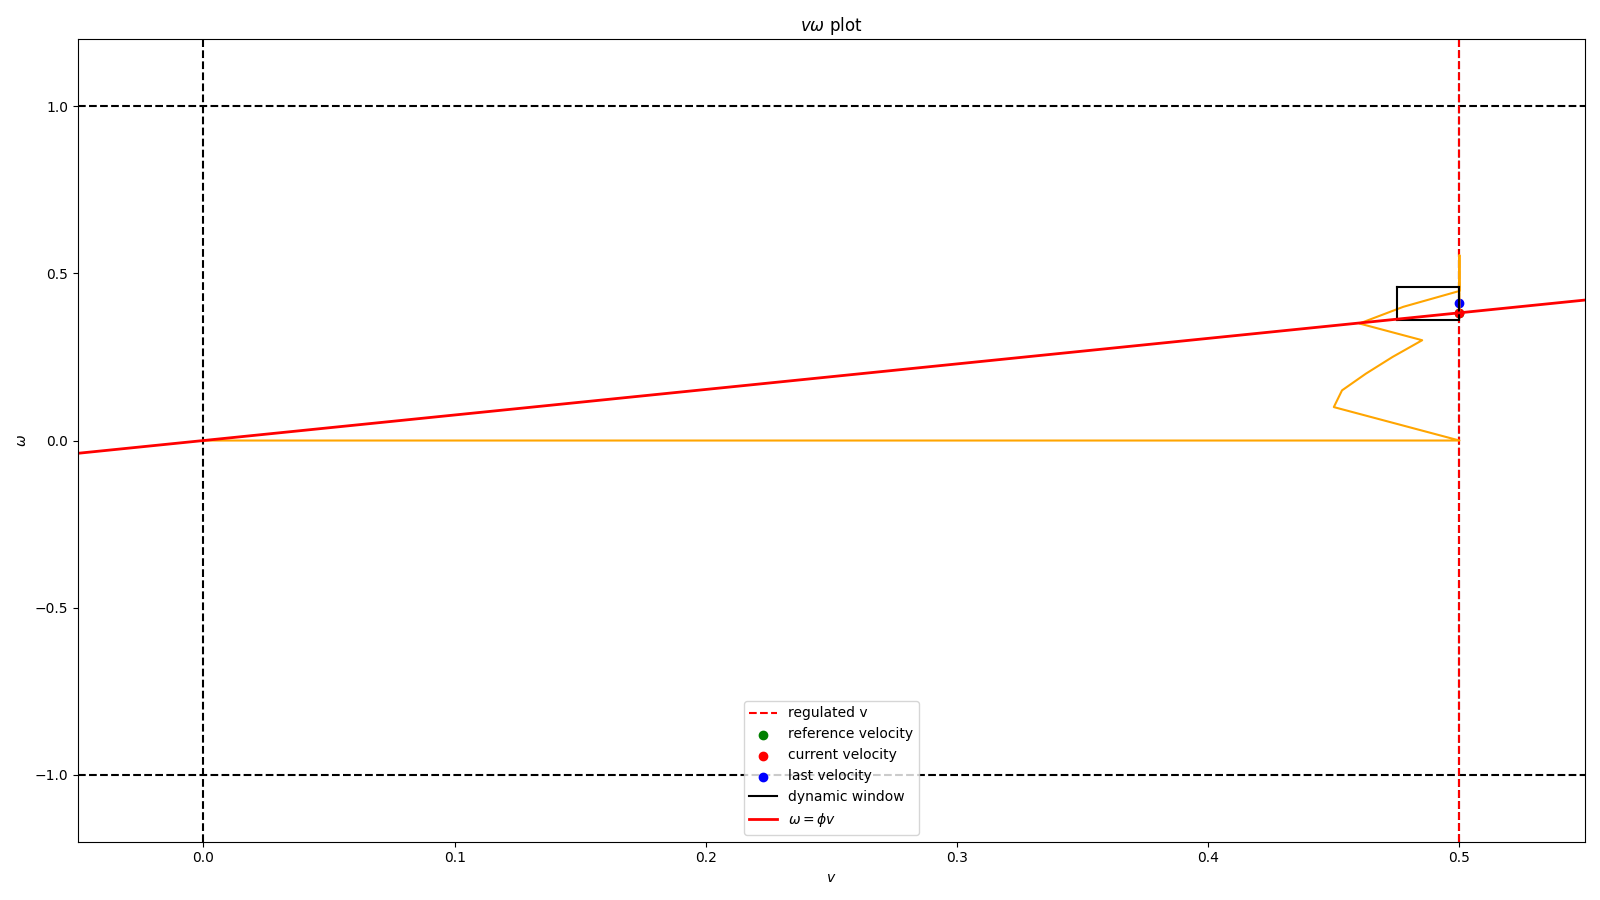 vω plot
1.0
0.5
0.0
−0.5
−1.0
ω
0.0
0.1
0.2
0.3
0.4
0.5
v
regulated v
reference velocity
current velocity
last velocity
dynamic window
ω = ϕv